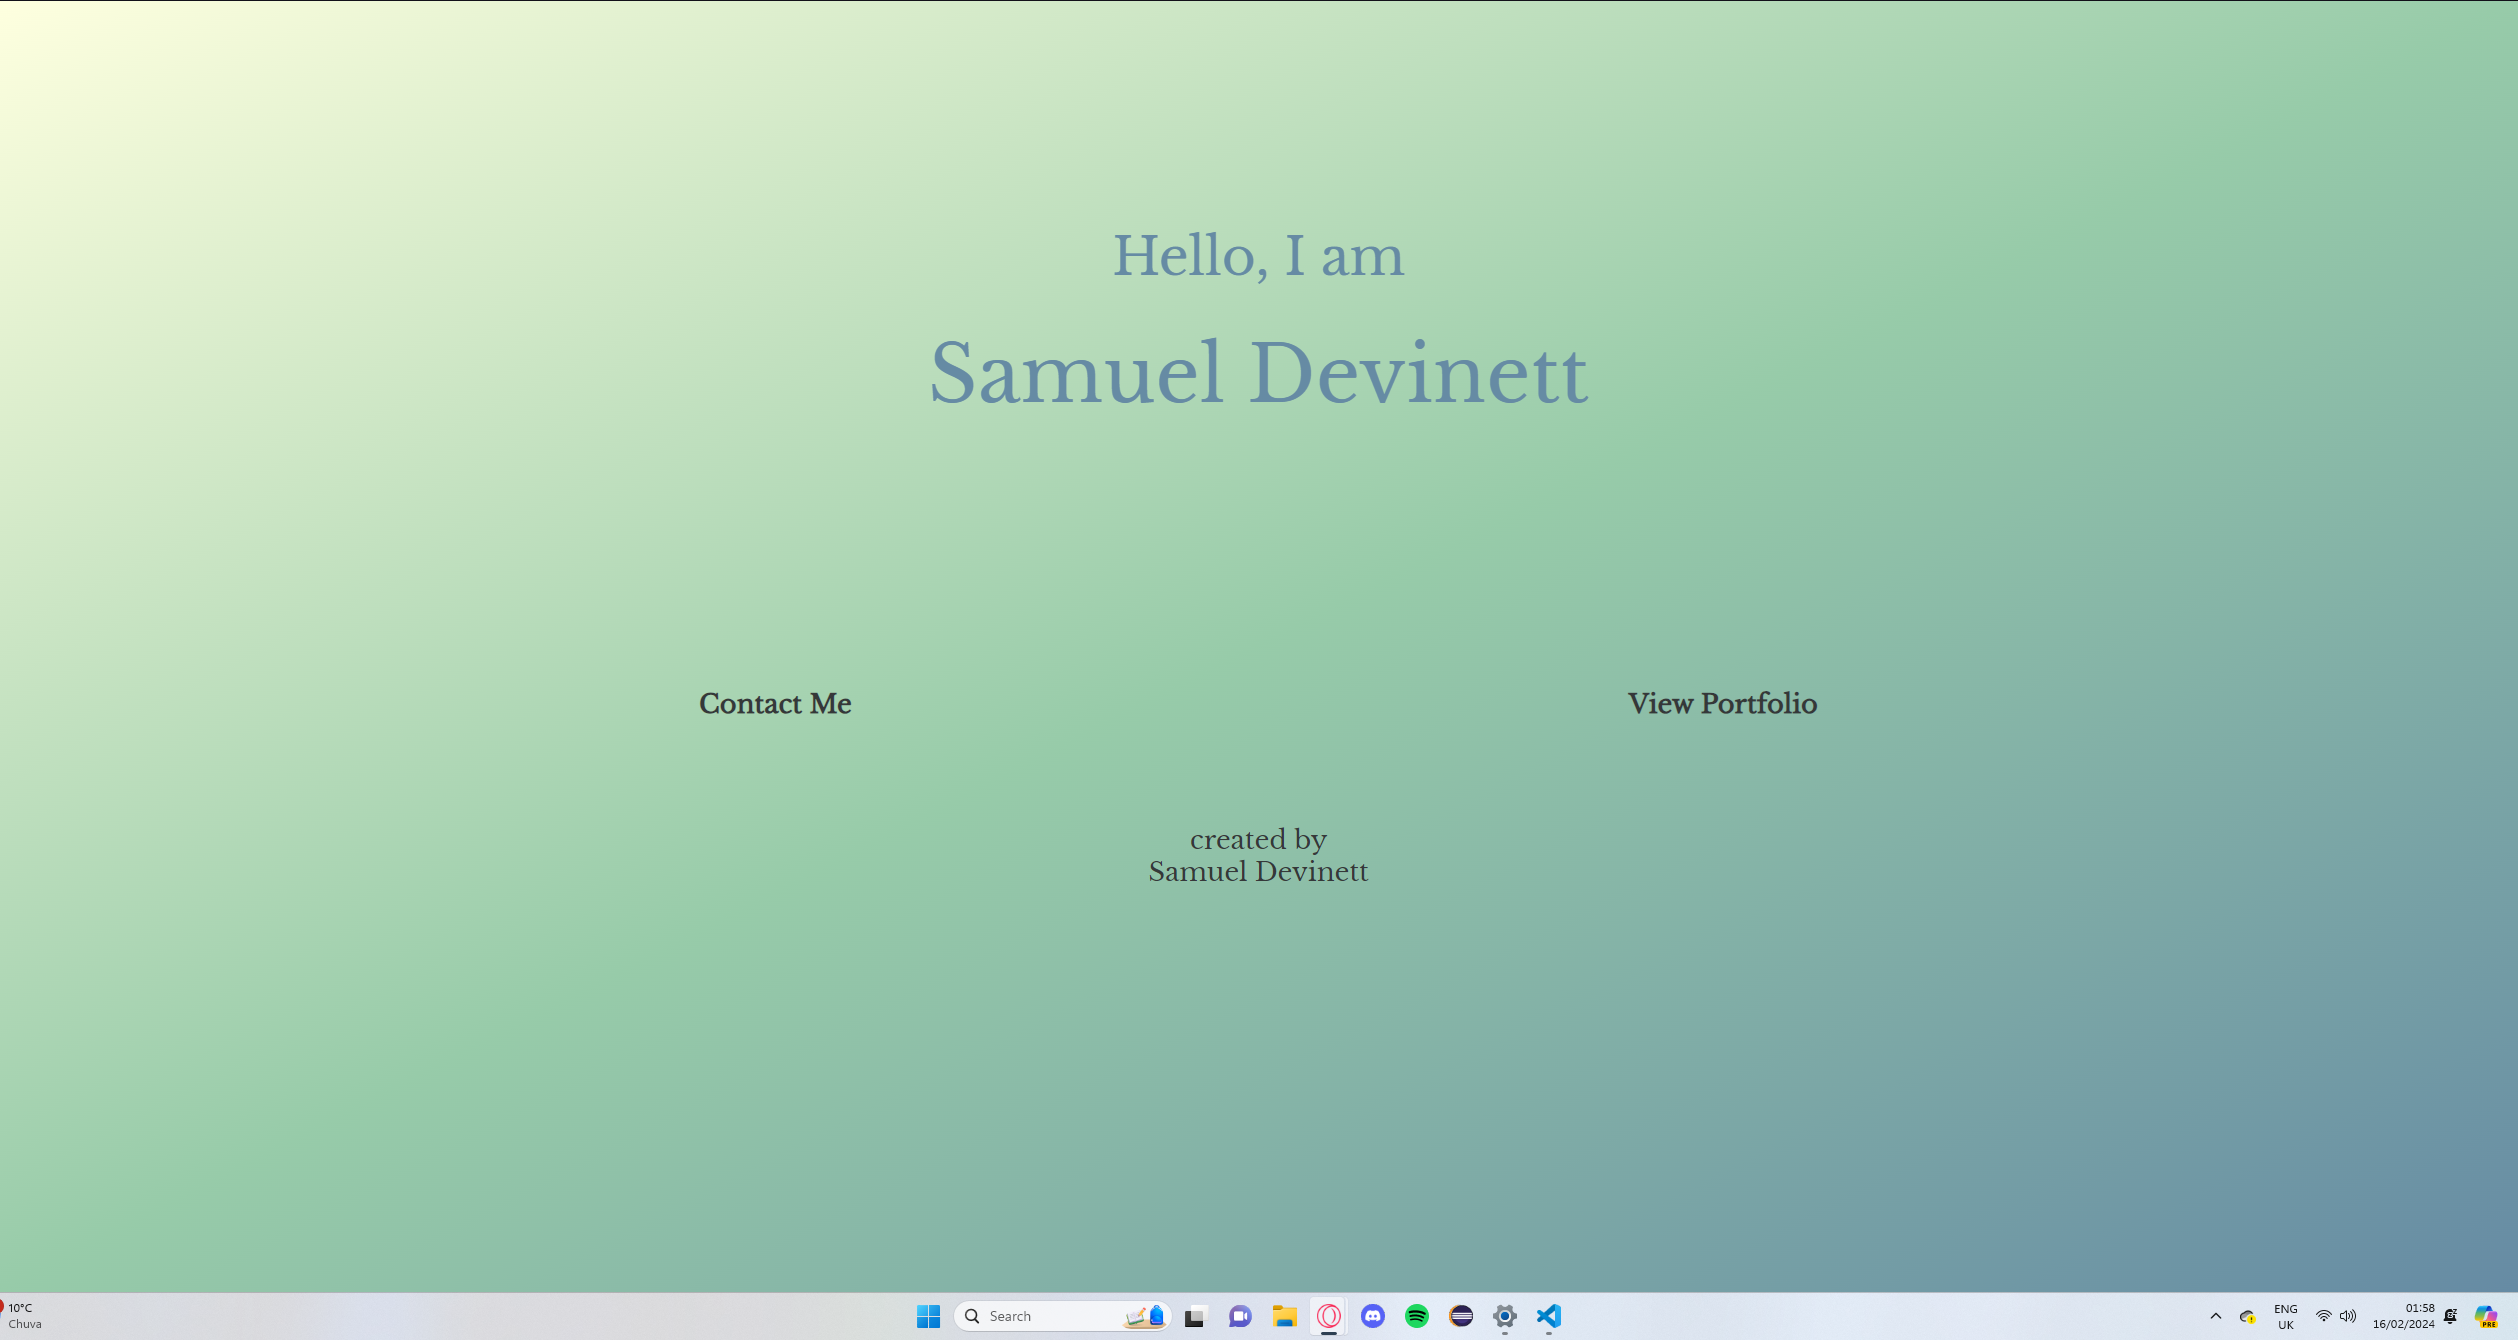 Hello, I am
Samuel Devinett
Contact Me
View Portfolio
created by
Samuel Devinett
10°C
Chuva
Search
ENG
UK
01:58
16/02/2024
PRE